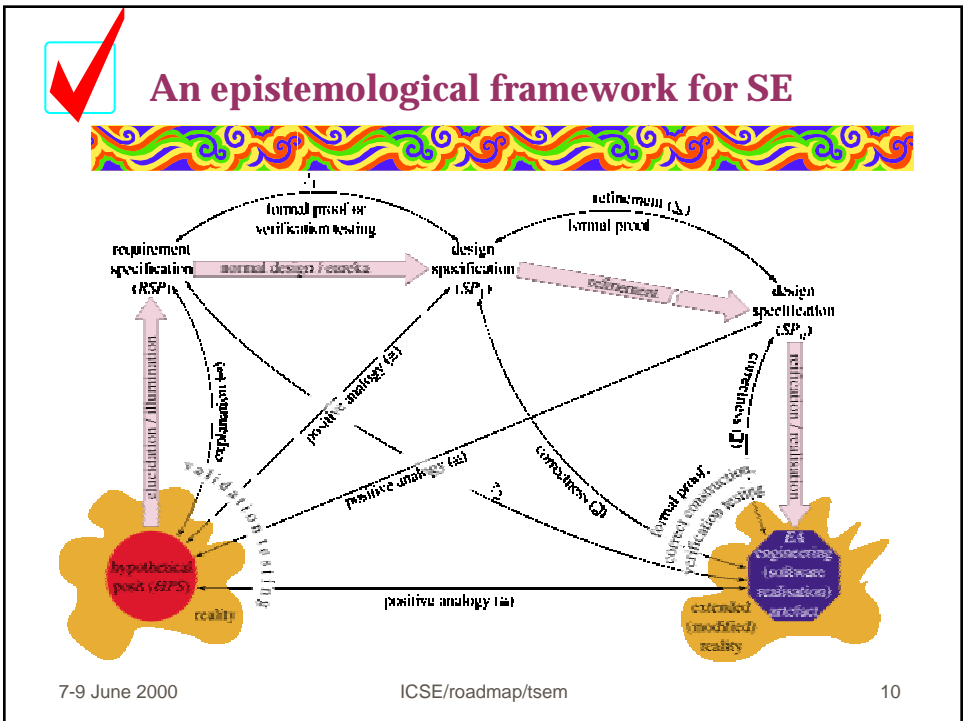 An epistemological framework for SE
formal proof or
verification testing
refinement
formal proof
requirement
specification
(RSP)
normal design / eureka
design
specification
(SP
refinement
design
specification
(SP
elucidation / illumination
explanation
positive analogy
positive analogy
correctness
correctness
reification / realisation
validation testing
formal proof,
correct construction,
verification testing
hypothetical
posit (HPS)
reality
positive analogy
EA
engineering
(software
realisation)
artefact
extended
(modified)
reality
7-9 June 2000
ICSE/roadmap/tsem
10